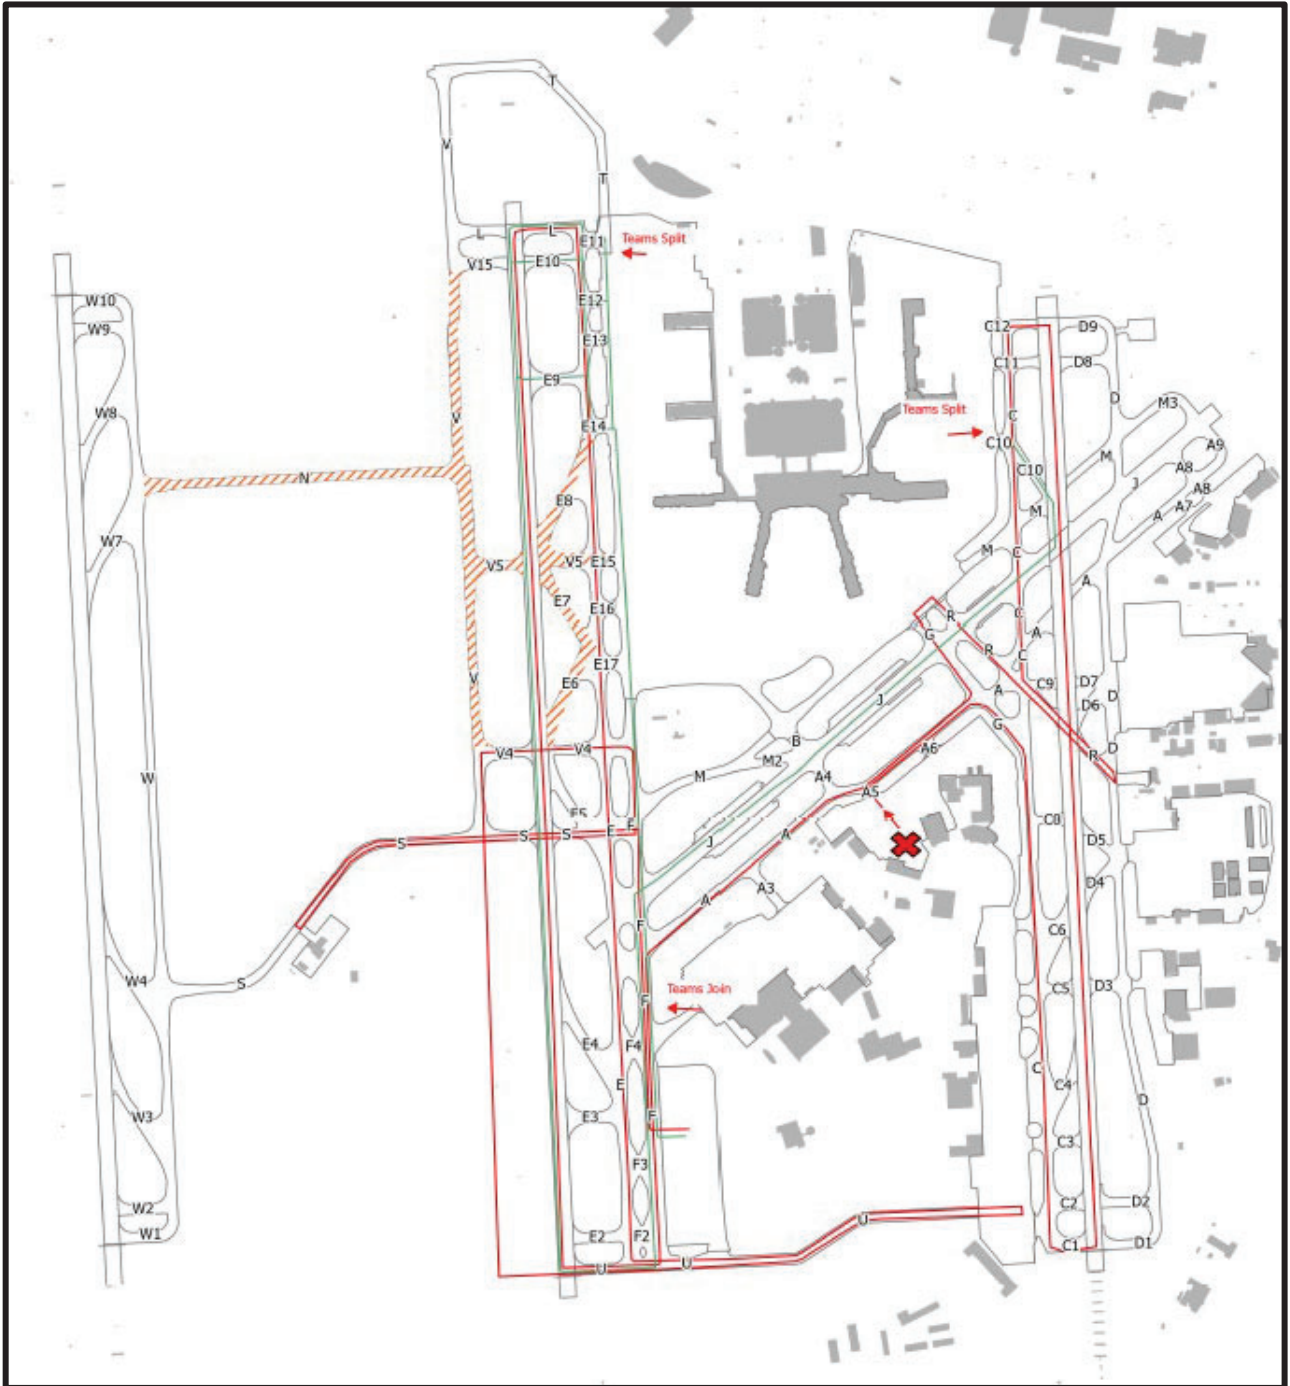 T
V
T
L
L
E11
Teams Split
V15
E10
W10
E12
W9
C12
D9
E13
C11
D8
E9
D
M3
W8
V
C
Teams Split
E14
C10
A9
M
C10
A8
N
J
A8
E8
M
A7
A
W7
M
C
V5
V5
E15
A
E7
E16
C
R
G
A
R
C
E17
V
E6
A
C9
D7
D
J
D6
G
B
A6
D
V4
V4
M2
R
M
A4
W
A5
E5
C8
S
S
S
E
F
A
J
D5
D4
A3
A
F
C6
W4
S
C5
D3
Teams Join
F
E4
F4
C
C4
E
D
W3
E3
F
C3
F3
W2
C2
D2
U
W1
E2
F2
C1
D1
U
U